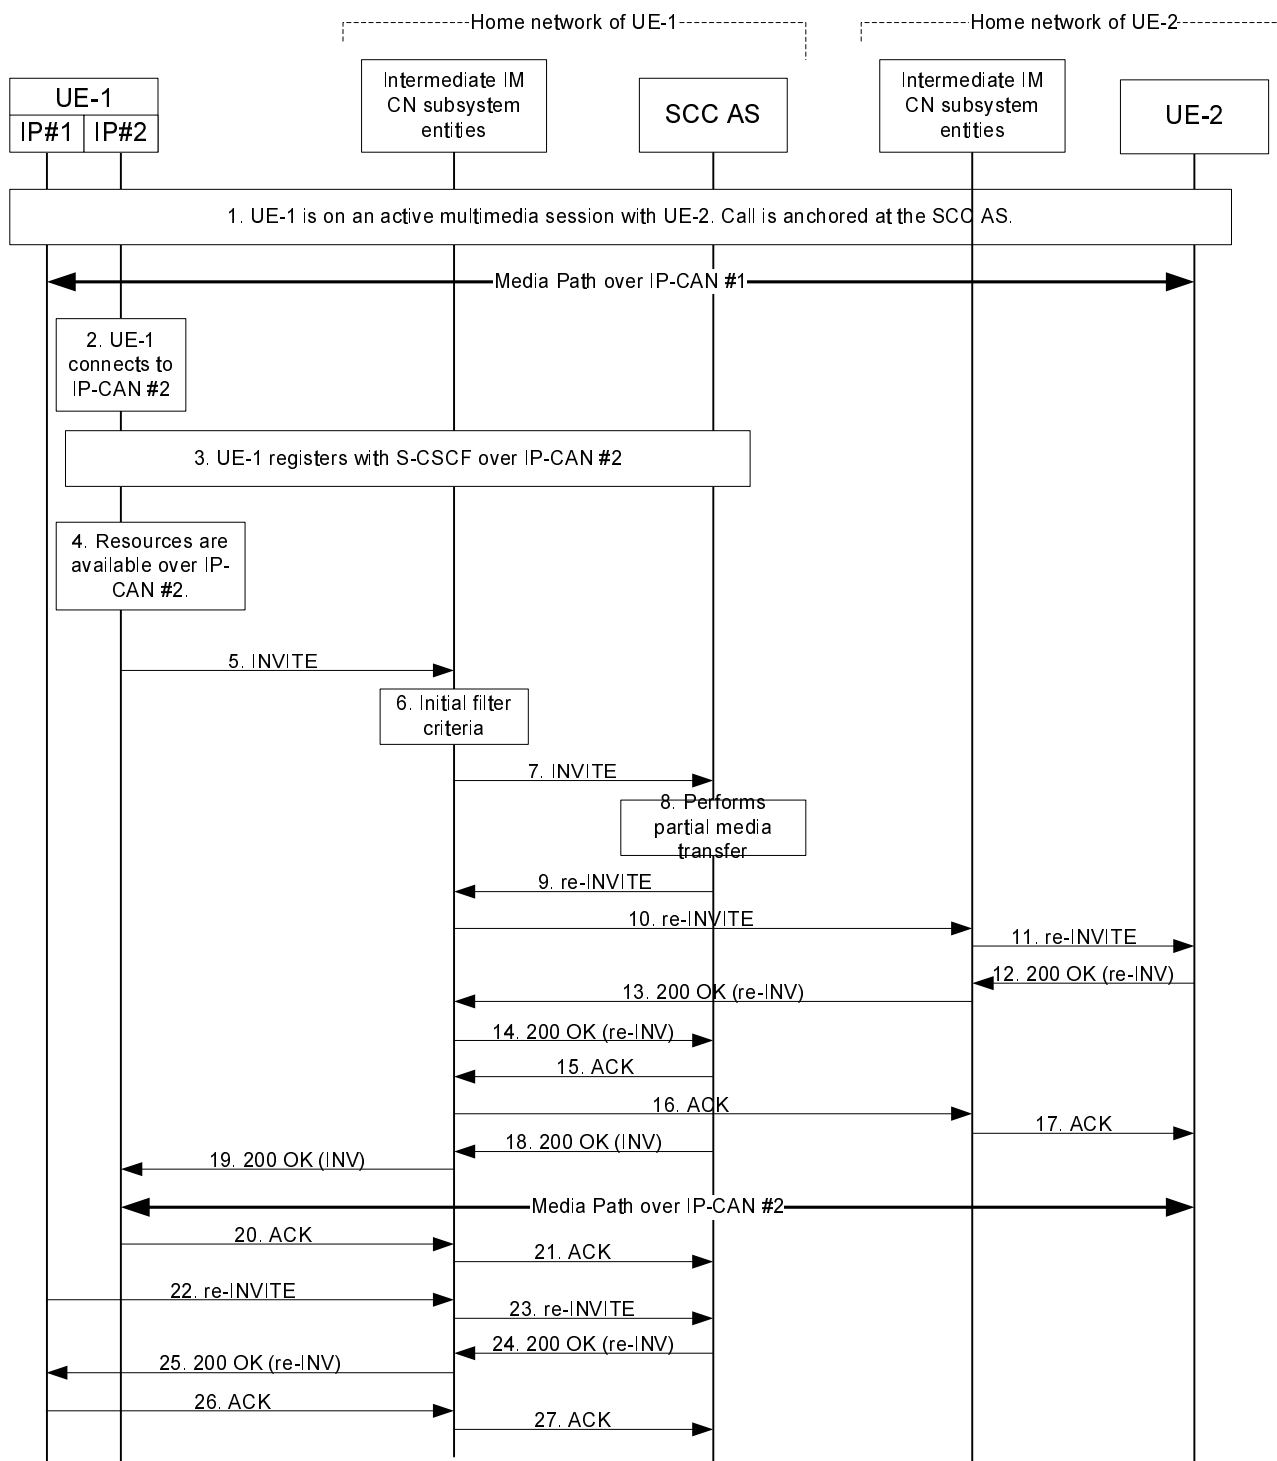 Home network of UE-1
Home network of UE-2
UE-1
IP#1
IP#2
Intermediate IM
CN subsystem
entities
SCC AS
Intermediate IM
CN subsystem
entities
UE-2
1. UE-1 is on an active multimedia session with UE-2. Call is anchored at the SCC AS.
Media Path over IP-CAN #1
2. UE-1
connects to
IP-CAN #2
3. UE-1 registers with S-CSCF over IP-CAN #2
4. Resources are
available over IP-
CAN #2.
5. INVITE
6. Initial filter
criteria
7. INVITE
8. Performs
partial media
transfer
9. re-INVITE
10. re-INVITE
11. re-INVITE
12. 200 OK (re-INV)
13. 200 OK (re-INV)
14. 200 OK (re-INV)
15. ACK
16. ACK
17. ACK
18. 200 OK (INV)
19. 200 OK (INV)
Media Path over IP-CAN #2
20. ACK
21. ACK
22. re-INVITE
23. re-INVITE
24. 200 OK (re-INV)
25. 200 OK (re-INV)
26. ACK
27. ACK